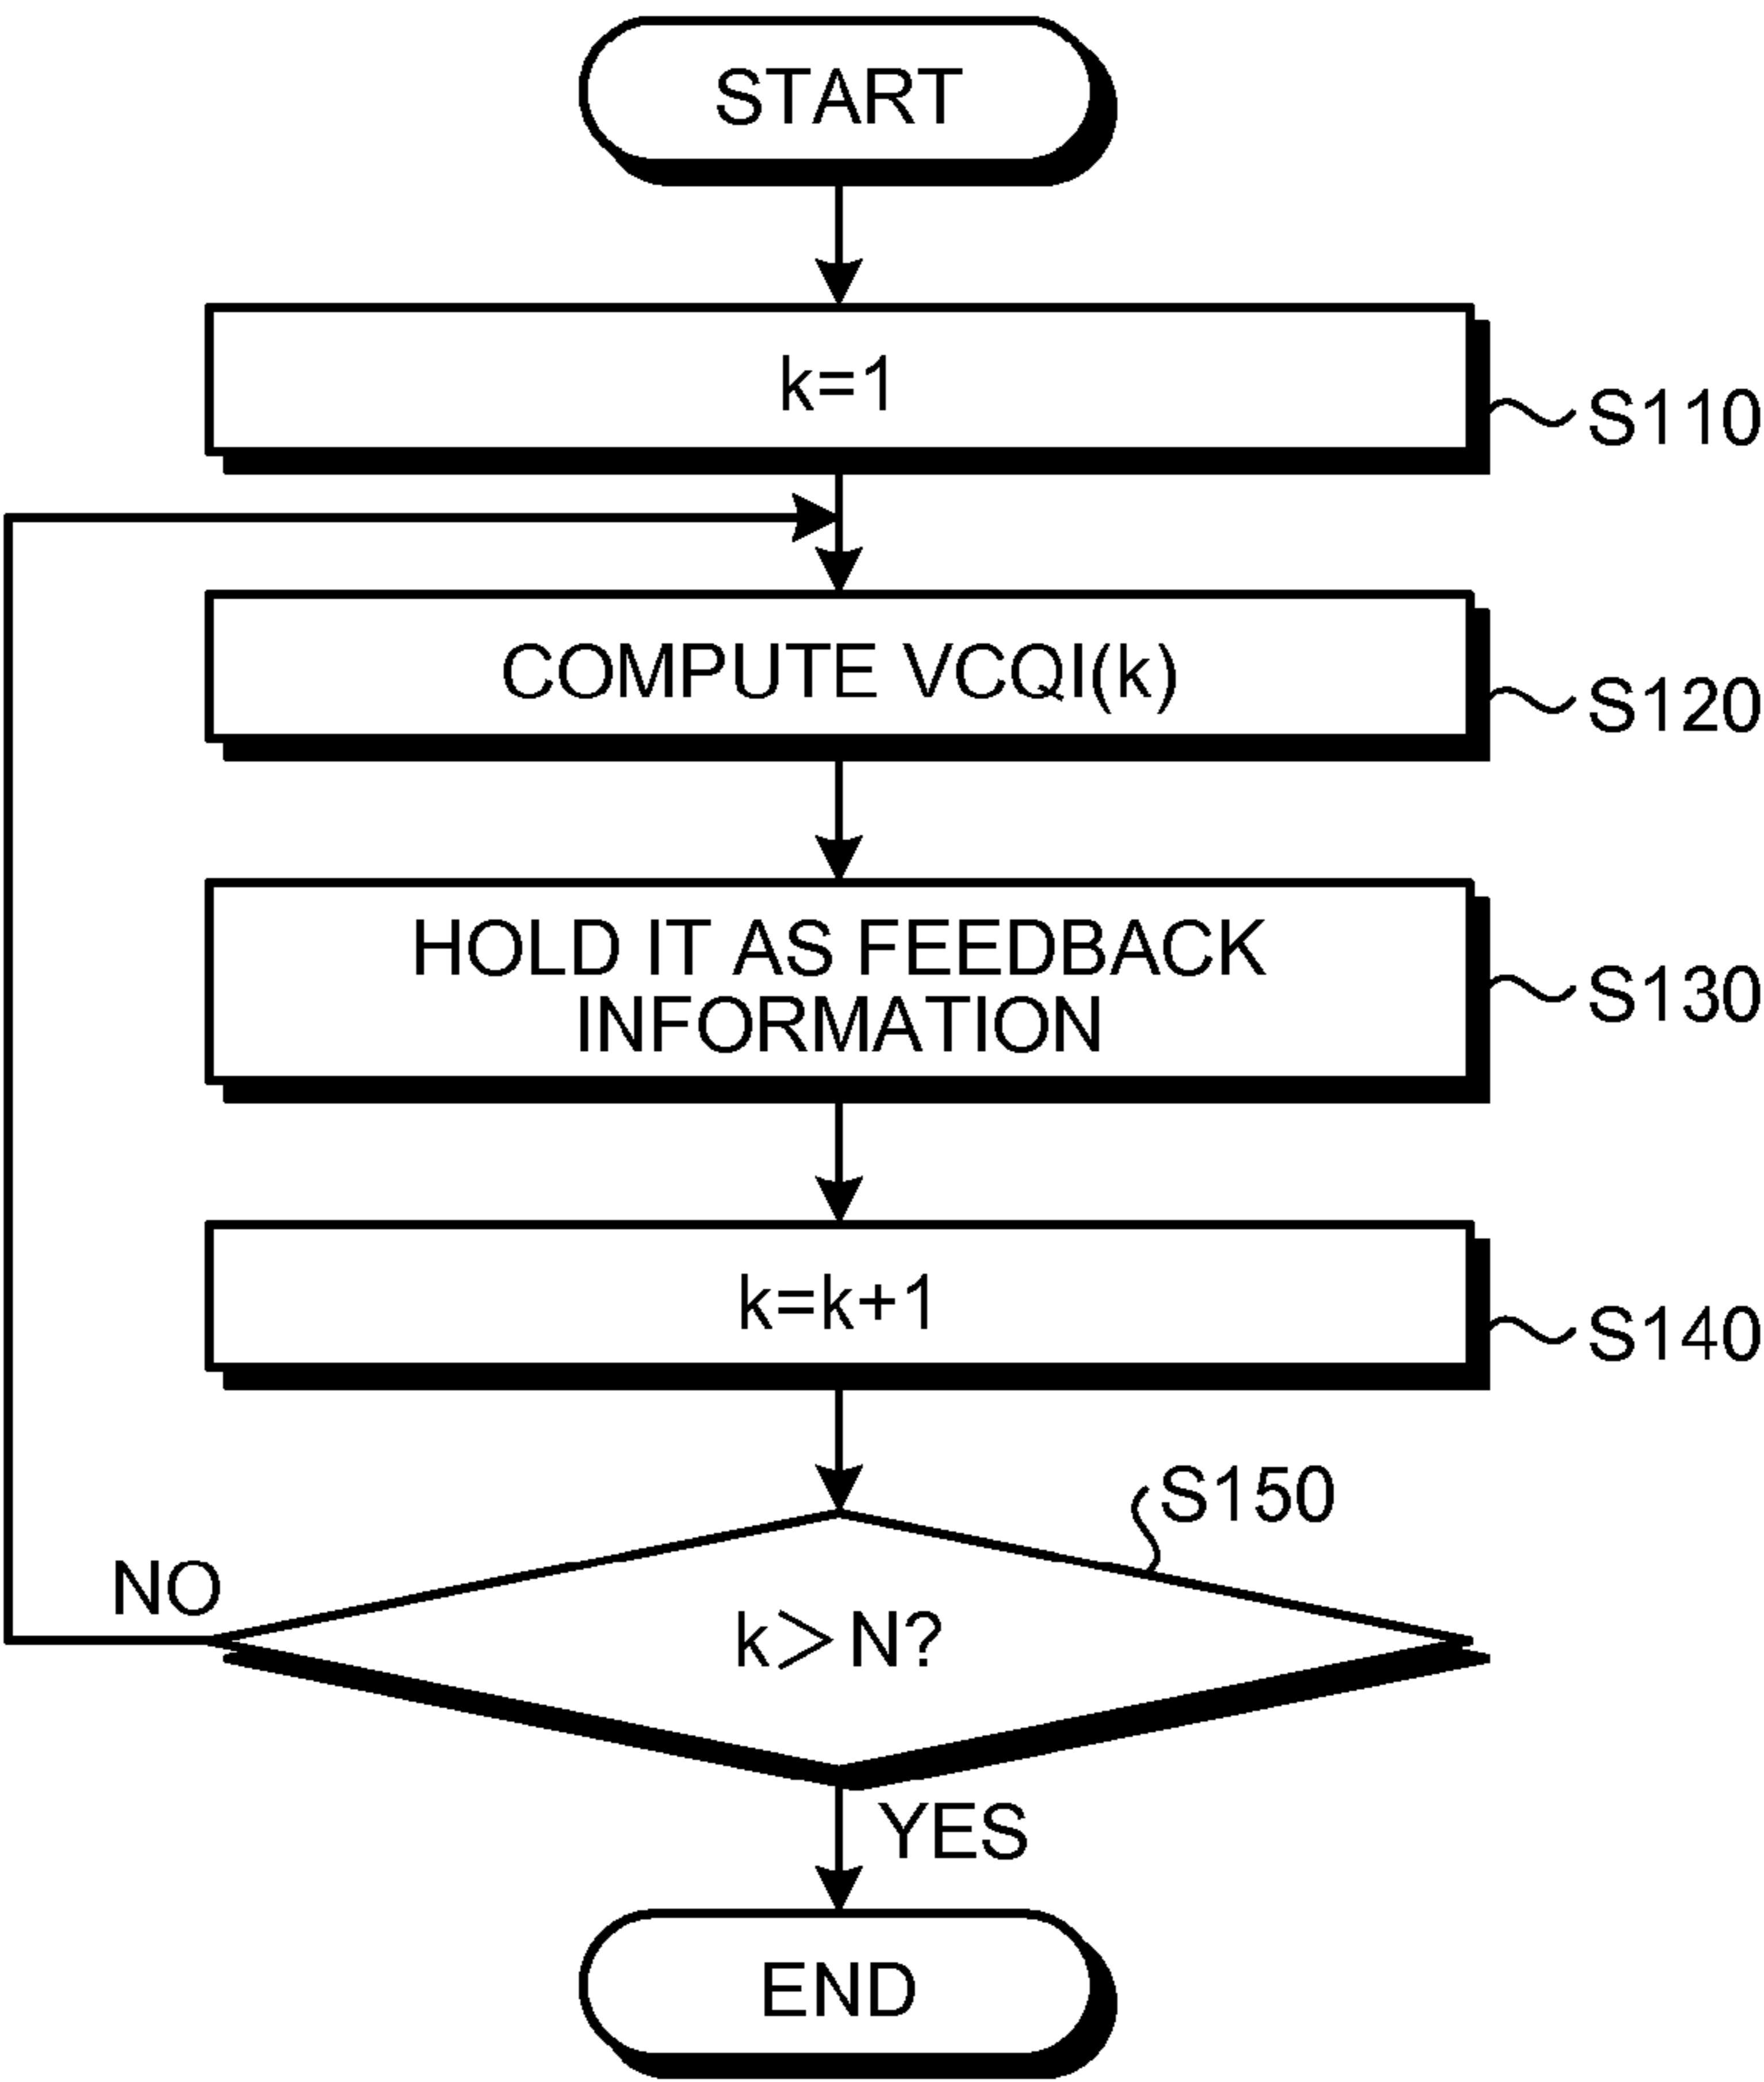 START
k=1
S110
COMPUTE VCQI(k)
S120
HOLD IT AS FEEDBACK
INFORMATION
S130
k=k+1
S140
S150
NO
k>N?
YES
END